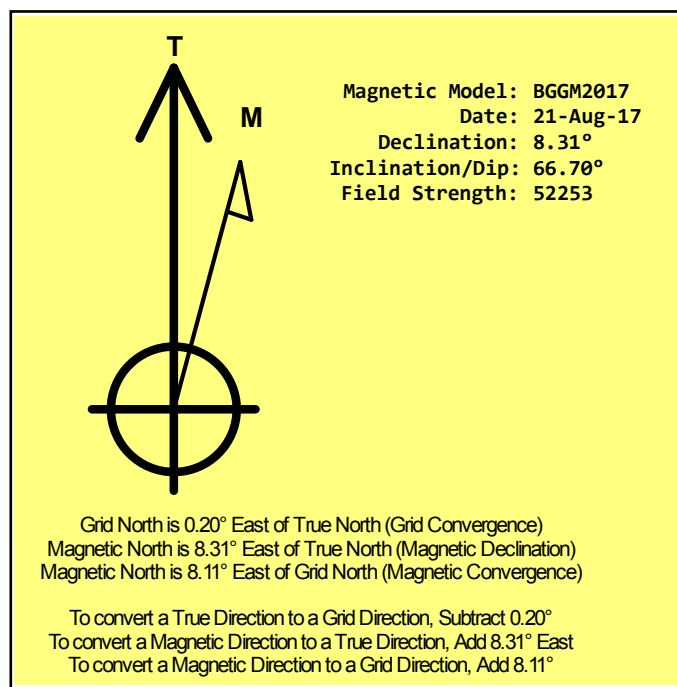 T
M
Magnetic Model: BGGM2017
Date: 21-Aug-17
Declination: 8.31°
Inclination/Dip: 66.70°
Field Strength: 52253
Grid North is 0.20° East of True North (Grid Convergence)
Magnetic North is 8.31° East of True North (Magnetic Declination)
Magnetic North is 8.11° East of Grid North (Magnetic Convergence)
To convert a True Direction to a Grid Direction, Subtract 0.20°
To convert a Magnetic Direction to a True Direction, Add 8.31° East
To convert a Magnetic Direction to a Grid Direction, Add 8.11°